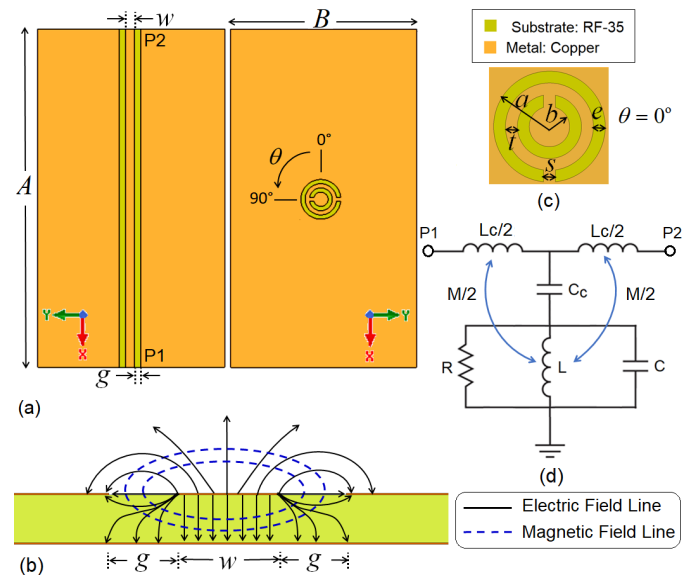 w
B
P2
A
θ
0°
90°
Y
X
Y
X
P1
g
(a)
Substrate: RF-35
Metal: Copper
a
b
e
t
s
θ = 0°
(c)
P1
Lc/2
Lc/2
P2
Cc
M/2
M/2
R
L
C
(d)
g
w
g
(b)
Electric Field Line
Magnetic Field Line